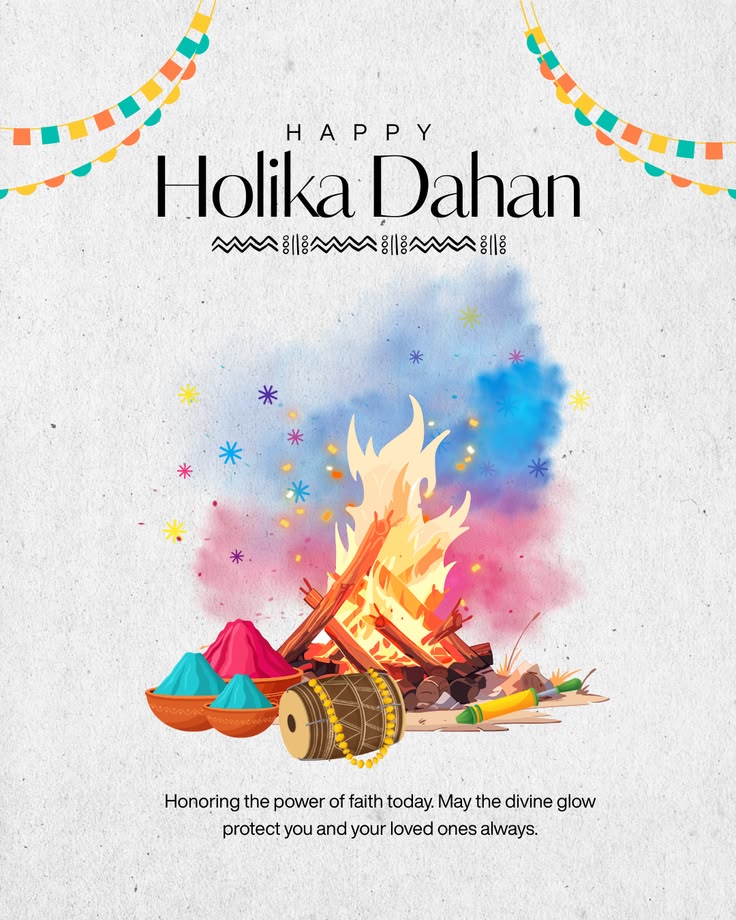 HAPPY
Holika Dahan
Honoring the power of faith today. May the divine glow
protect you and your loved ones always.